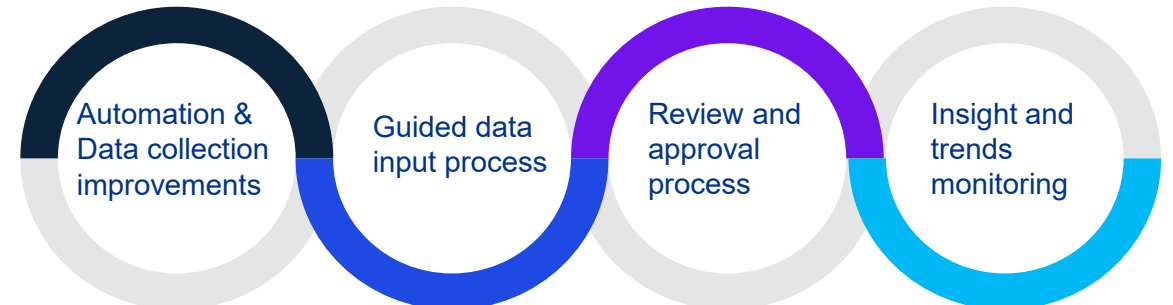 Automation &
Data collection
improvements
Guided data
input process
Review and
approval
process
Insight and
trends
monitoring